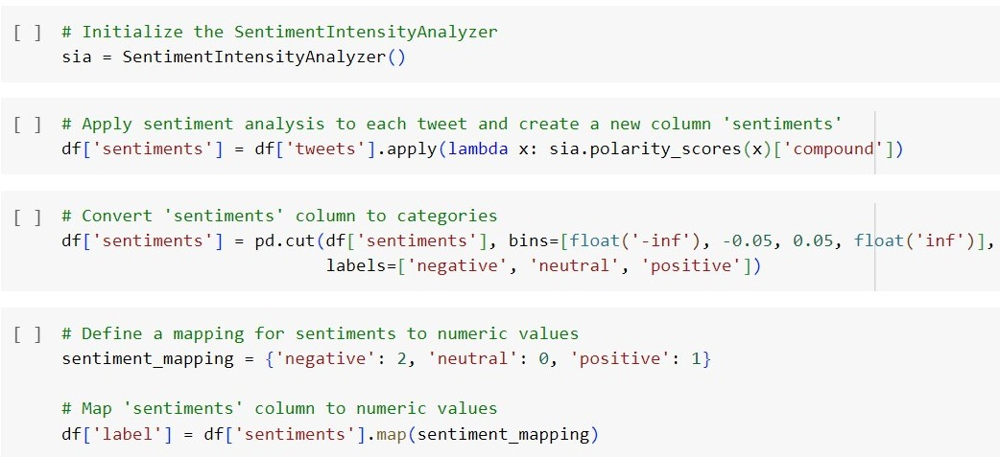 [ ] # Initialize the SentimentIntensityAnalyzer
sia = SentimentIntensityAnalyzer()
[ ] # Apply sentiment analysis to each tweet and create a new column 'sentiments'
df['sentiments'] = df['tweets'].apply(lambda x: sia.polarity_scores(x)['compound'])
[ ] # Convert 'sentiments' column to categories
df['sentiments'] = pd.cut(df['sentiments'], bins=[float('-inf'), -0.05, 0.05, float('inf')],
labels=['negative', 'neutral', 'positive'])
[ ] # Define a mapping for sentiments to numeric values
sentiment_mapping = {'negative': 2, 'neutral': 0, 'positive': 1}
# Map 'sentiments' column to numeric values
df['label'] = df['sentiments'].map(sentiment_mapping)